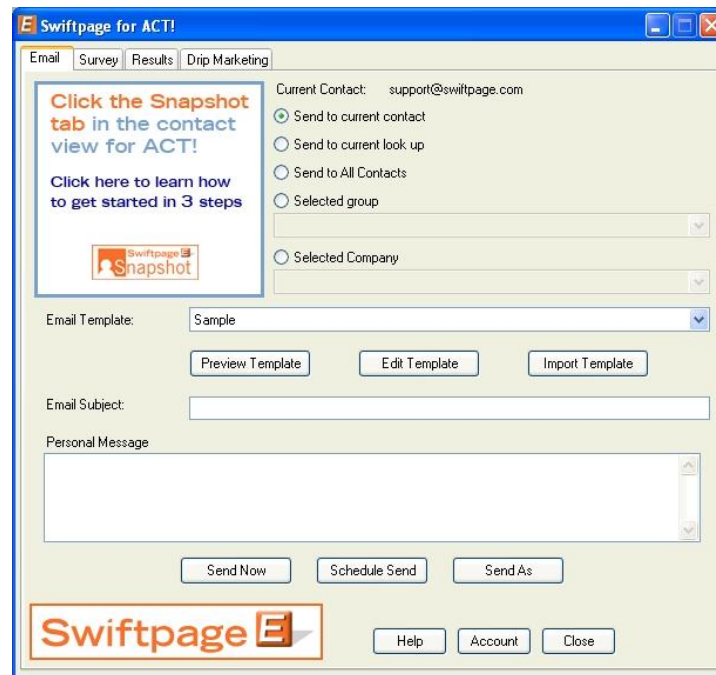 Swiftpage for ACT!
Email Survey Results Drip Marketing
Click the Snapshot
tab in the contact
view for ACT!
Click here to learn how
to get started in 3 steps
Swiftpage E
Snapshot
Current Contact: support@swiftpage.com
Send to current contact
Send to current look up
Send to All Contacts
Selected group
Selected Company
Email Template: Sample
Preview Template Edit Template Import Template
Email Subject:
Personal Message
Send Now Schedule Send Send As
Swiftpage E
Help Account Close